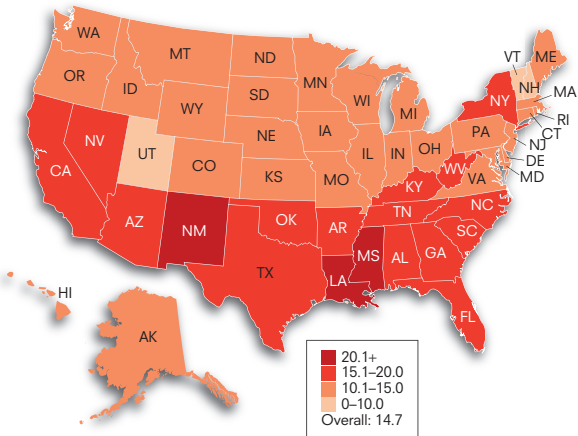 WA
MT
ND
MN
VT
ME
OR
ID
SD
WI
NH
MA
WY
MI
NY
RI
CT
NV
NE
IA
PA
NJ
UT
IL
IN
OH
DE
CA
CO
KS
MO
WV
VA
MD
KY
AZ
NM
OK
AR
TN
NC
SC
TX
MS
AL
GA
LA
HI
FL
AK
20.1+
15.1–20.0
10.1–15.0
0–10.0
Overall: 14.7